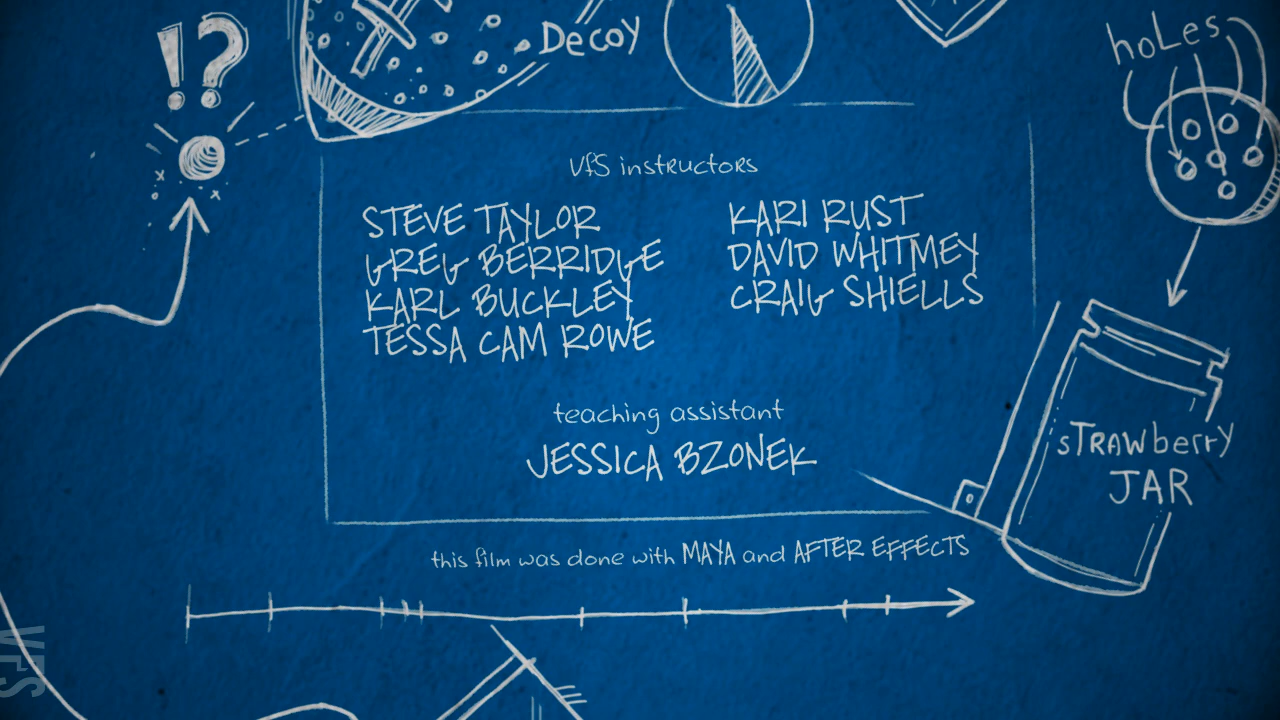 !?
Decoy
hoLes
VfS instructors
STEVE TAYLOR
GREG BERRIDGE
KARL BUCKLEY
TESSA CAM ROWE
KARI RUST
DAVID WHITMEY
CRAIG SHIELLS
teaching assistant
JESSICA BZONEK
sTRAWberrY
JAR
this film was done with MAYA and AFTER EFFECTS
VFS